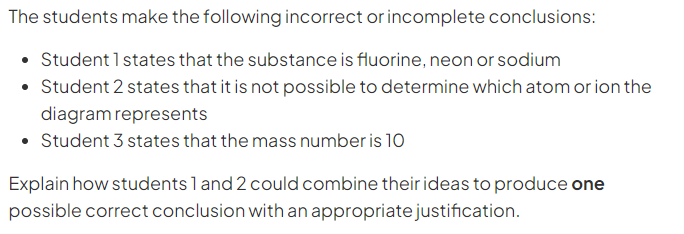 The students make the following incorrect or incomplete conclusions:
• Student 1 states that the substance is fluorine, neon or sodium
• Student 2 states that it is not possible to determine which atom or ion the
diagram represents
• Student 3 states that the mass number is 10
Explain how students 1 and 2 could combine their ideas to produce one
possible correct conclusion with an appropriate justification.